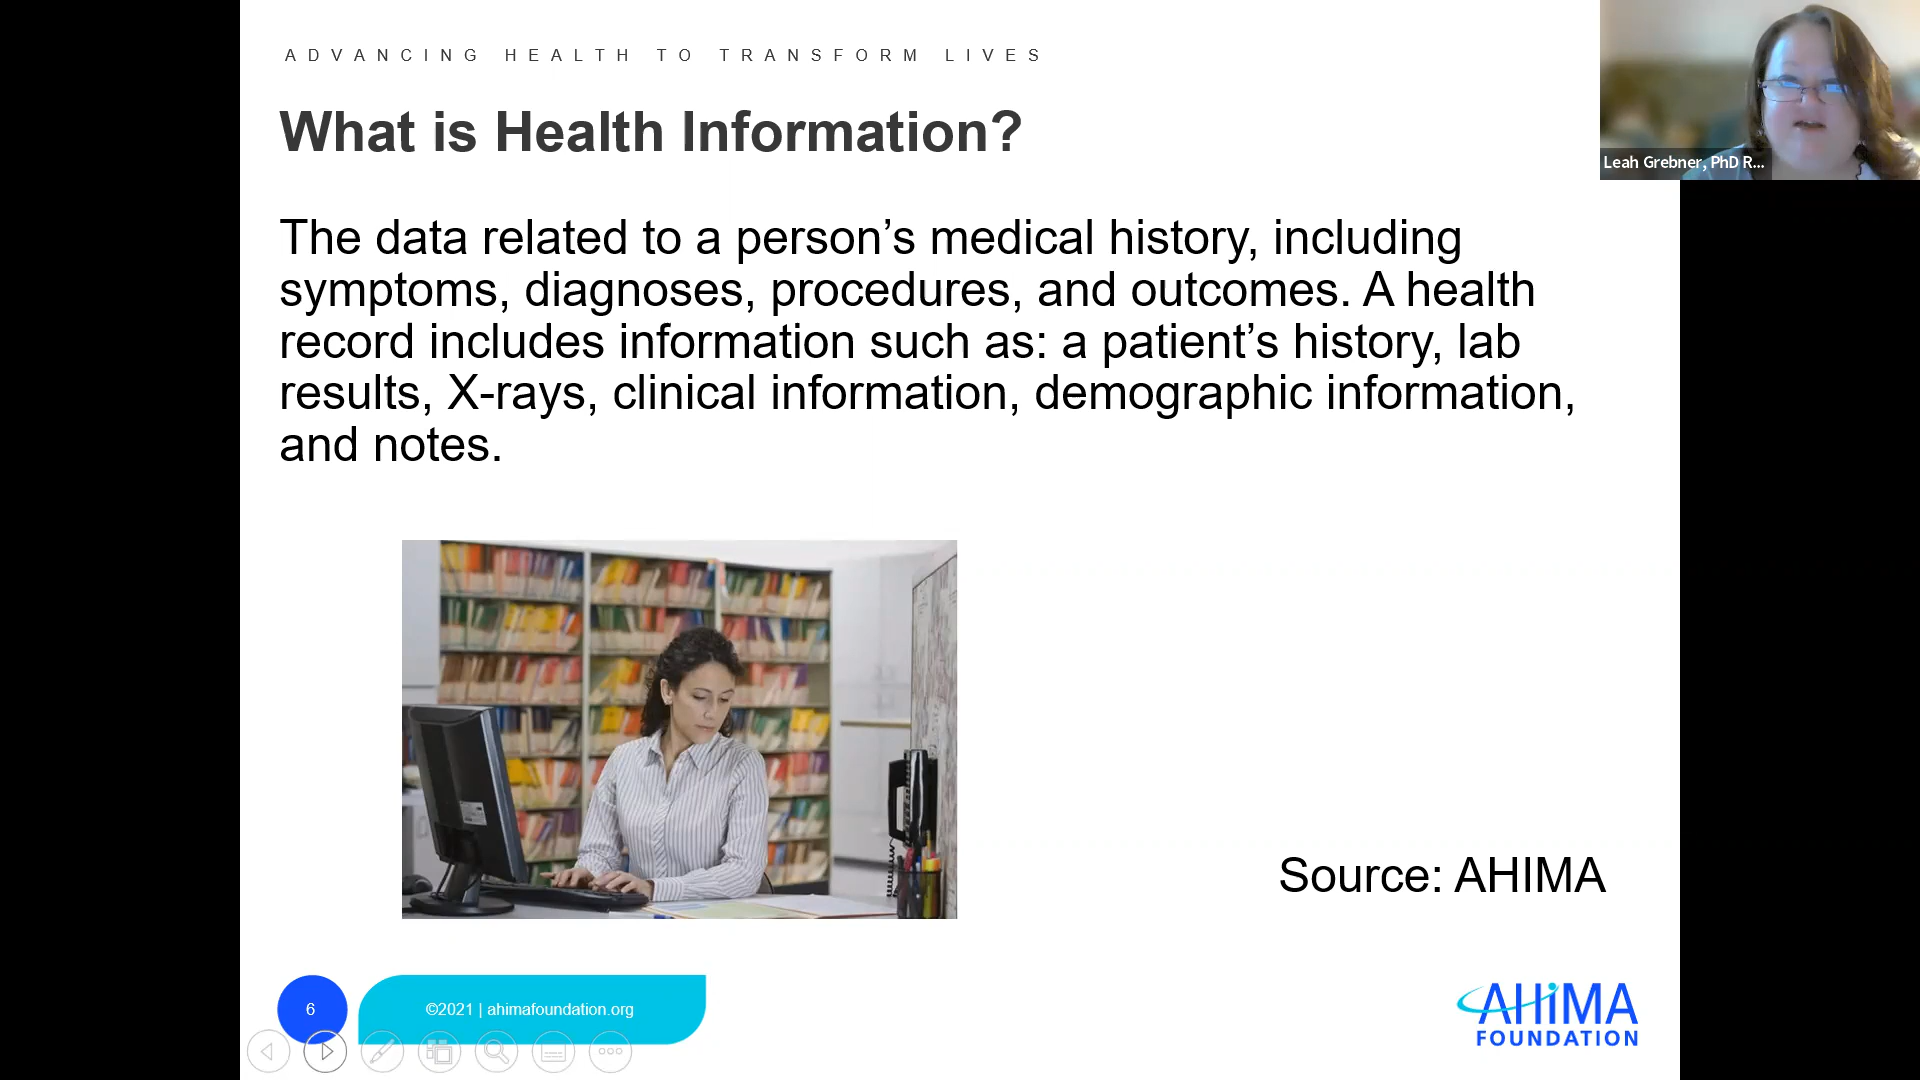 ADVANCING HEALTH TO TRANSFORM LIVES
What is Health Information?
The data related to a person’s medical history, including
symptoms, diagnoses, procedures, and outcomes. A health
record includes information such as: a patient’s history, lab
results, X-rays, clinical information, demographic information,
and notes.
Leah Grebner, PhD R...
Source: AHIMA
6
©2021 | ahimafoundation.org
AHIMA
FOUNDATION